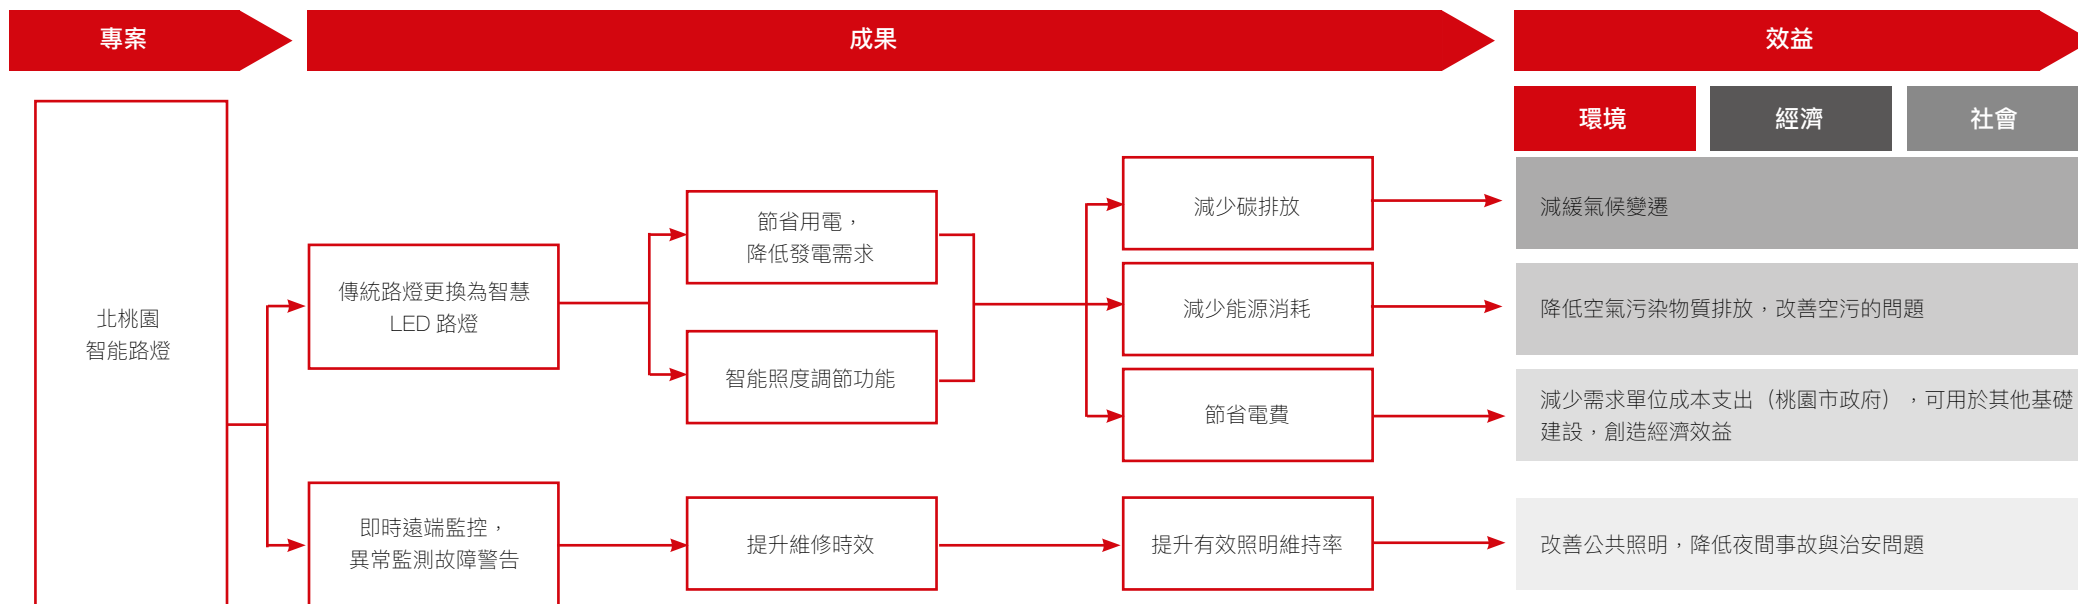 專案
成果
效益
環境
經濟
社會
北桃園
智能路燈
傳統路燈更換為智慧
LED 路燈
節省用電，
降低發電需求
智能照度調節功能
減少碳排放
減緩氣候變遷
減少能源消耗
降低空氣污染物質排放，改善空污的問題
節省電費
減少需求單位成本支出（桃園市政府），可用於其他基礎
建設，創造經濟效益
即時遠端監控，
異常監測故障警告
提升維修時效
提升有效照明維持率
改善公共照明，降低夜間事故與治安問題